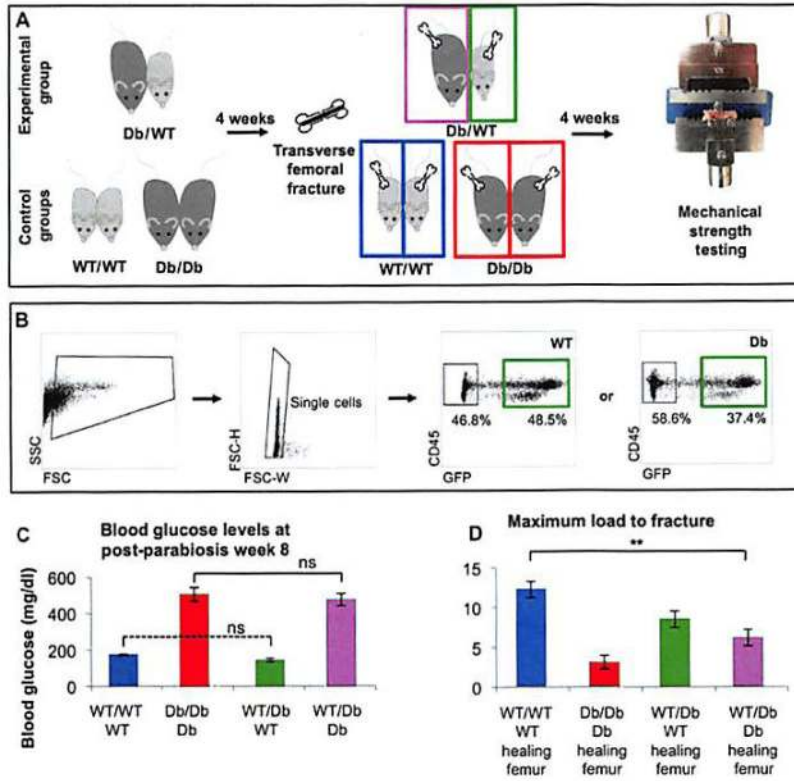 A
Experimental group
Control groups
Db/WT
WT/WT
Db/Db
4 weeks
Transverse
femoral
fracture
Db/WT
WT/WT
Db/Db
4 weeks
Mechanical
strength
testing
B
SSC
FSC
FSC-H
Single cells
FSC-W
WT
CD45
46.8%
48.5%
GFP
or
Db
CD45
58.6%
37.4%
GFP
C
Blood glucose levels at
post-parabiosis week 8
Blood glucose (mg/dl)
600
400
200
0
ns
ns
WT/WT
WT
Db/Db
Db
WT/Db
WT
WT/Db
Db
D
Maximum load to fracture
**
15
10
5
0
WT/WT
WT
healing
femur
Db/Db
Db
healing
femur
WT/Db
WT
healing
femur
WT/Db
Db
healing
femur